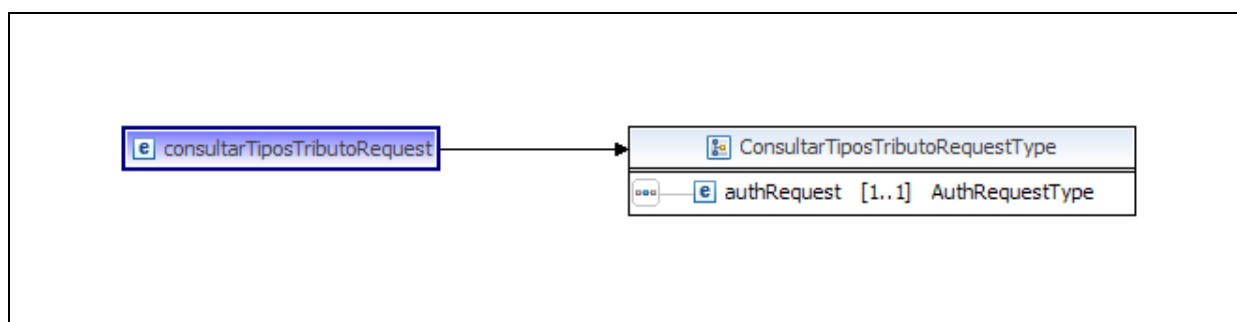 consultarTiposTributoRequest
ConsultarTiposTributoRequestType
authRequest [1..1] AuthRequestType